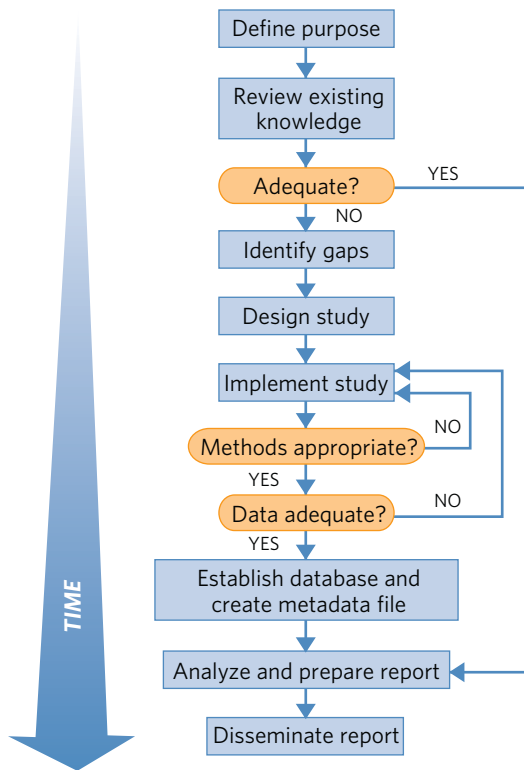 Define purpose
Review existing
knowledge
Adequate?
YES
NO
Identify gaps
Design study
Implement study
NO
Methods appropriate?
YES
NO
Data adequate?
YES
Establish database and
create metadata file
Analyze and prepare report
Disseminate report
TIME